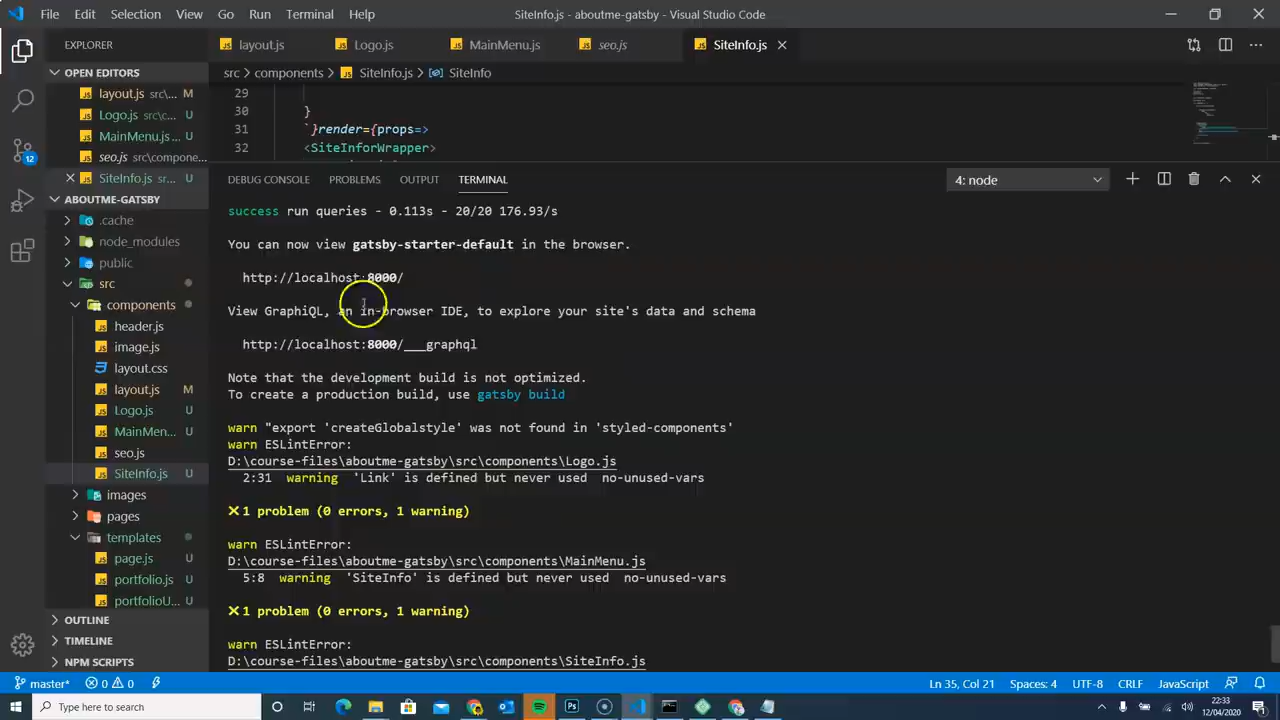 File Edit Selection View Go Run Terminal Help SiteInfo.js • aboutme-gatsby - Visual Studio Code
EXPLORER
layout.js Logo.js MainMenu.js seo.js SiteInfo.js
OPEN EDITORS
src > components > SiteInfo.js > SiteInfo
layout.js src\... M
Logo.js src\c... U
MainMenu.js ... U
seo.js src\compone...
SiteInfo.js sr... U
29
30 }
31 `}render={props=>
32 <SiteInforWrapper>
DEBUG CONSOLE PROBLEMS OUTPUT TERMINAL 4: node
ABOUTME-GATSBY
.cache
node_modules
public
src
components
header.js
image.js
layout.css
layout.js M
Logo.js U
MainMen... U
seo.js
SiteInfo.js U
images
pages
templates
page.js U
portfolio.js U
portfolioU... U
OUTLINE
TIMELINE
NPM SCRIPTS
success run queries - 0.113s - 20/20 176.93/s
You can now view gatsby-starter-default in the browser.
http://localhost:8000/
View GraphiQL, an in-browser IDE, to explore your site's data and schema
http://localhost:8000/___graphql
Note that the development build is not optimized.
To create a production build, use gatsby build
warn "export 'createGlobalstyle' was not found in 'styled-components'
warn ESLintError:
D:\course-files\aboutme-gatsby\src\components\Logo.js
2:31 warning 'Link' is defined but never used no-unused-vars
✕ 1 problem (0 errors, 1 warning)
warn ESLintError:
D:\course-files\aboutme-gatsby\src\components\MainMenu.js
5:8 warning 'SiteInfo' is defined but never used no-unused-vars
✕ 1 problem (0 errors, 1 warning)
warn ESLintError:
D:\course-files\aboutme-gatsby\src\components\SiteInfo.js
12
master* 0 0 Ln 35, Col 21 Spaces: 4 UTF-8 CRLF JavaScript
Type here to search
22:33
12/04/2020